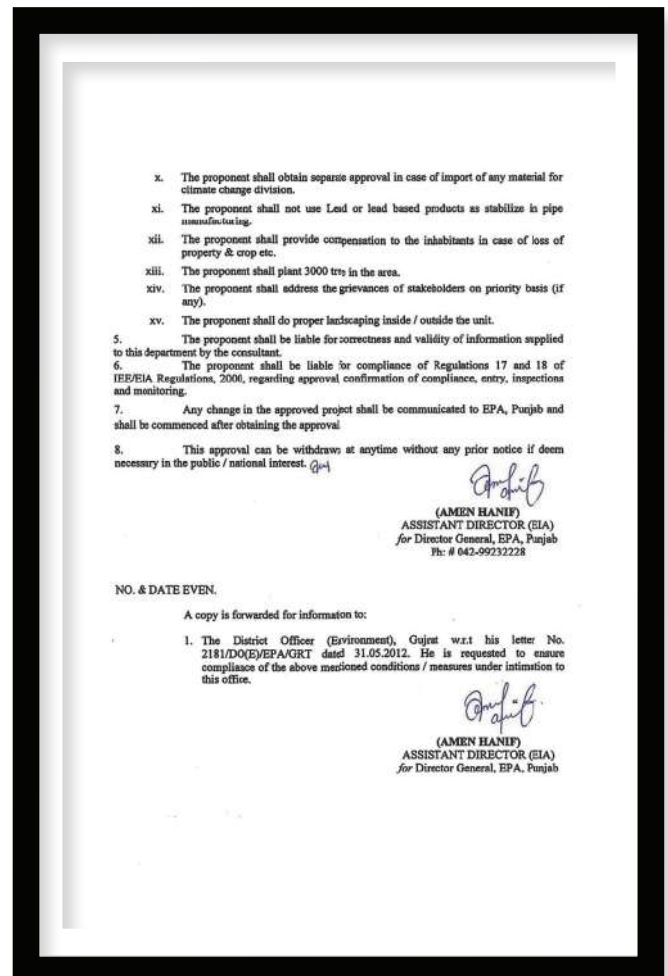 x. The proponent shall obtain separate approval in case of import of any material for
climate change division.
xi. The proponent shall not use Lead or lead based products as stabilize in pipe
manufacturing.
xii. The proponent shall provide compensation to the inhabitants in case of loss of
property & crop etc.
xiii. The proponent shall plant 3000 tree in the area.
xiv. The proponent shall address the grievances of stakeholders on priority basis (if
any).
xv. The proponent shall do proper landscaping inside / outside the unit.
5. The proponent shall be liable for correctness and validity of information supplied
to this department by the consultant.
6. The proponent shall be liable for compliance of Regulations 17 and 18 of
IEE/EIA Regulations, 2000, regarding approval confirmation of compliance, entry, inspections
and monitoring.
7. Any change in the approved project shall be communicated to EPA, Punjab and
shall be commenced after obtaining the approval
8. This approval can be withdrawn at anytime without any prior notice if deem
necessary in the public / national interest.
(AMEN HANIF)
ASSISTANT DIRECTOR (EIA)
for Director General, EPA, Punjab
Ph: # 042-99232228
NO. & DATE EVEN.
A copy is forwarded for information to:
1. The District Officer (Environment), Gujrat w.r.t his letter No.
2181/DO(E)/EPA/GRT dated 31.05.2012. He is requested to ensure
compliance of the above mentioned conditions / measures under intimation to
this office.
(AMEN HANIF)
ASSISTANT DIRECTOR (EIA)
for Director General, EPA, Punjab